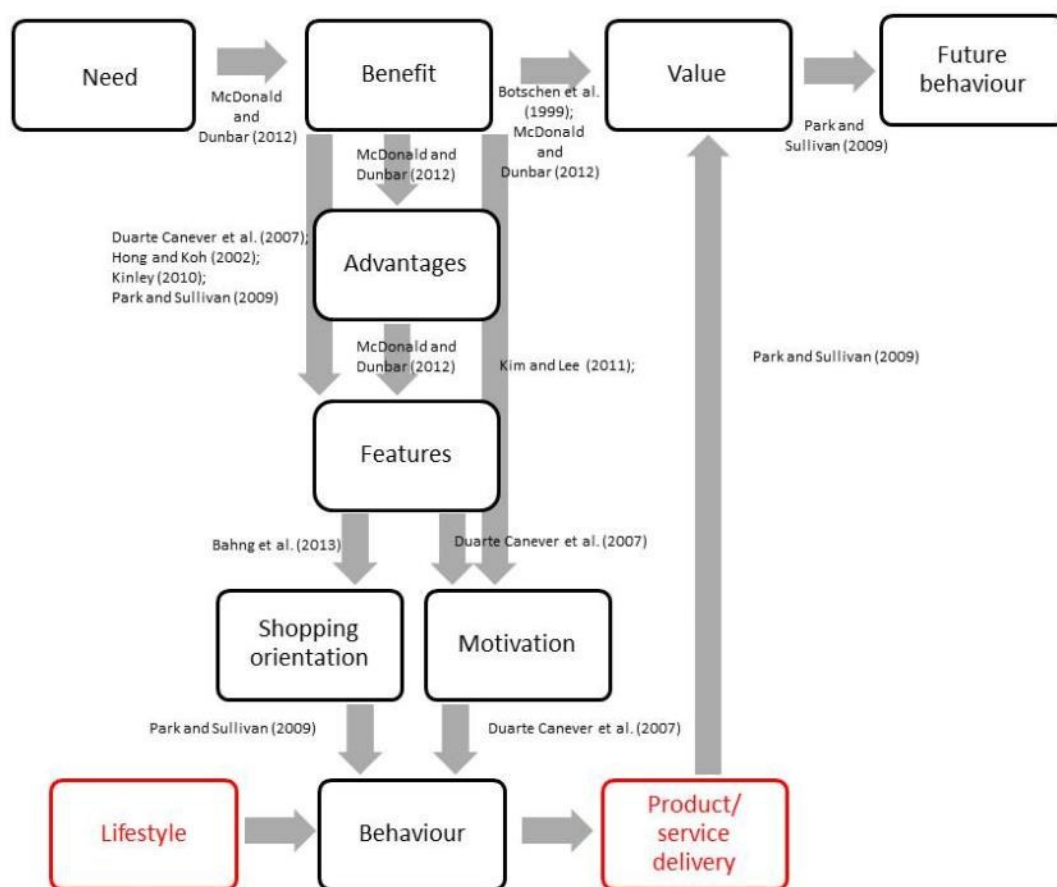 Need
Benefit
Value
Future
behaviour
McDonald
and
Dunbar (2012)
Botschen et al.
(1999);
McDonald
and
Dunbar (2012)
Park and
Sullivan (2009)
McDonald and
Dunbar (2012)
Duarte Canever et al. (2007);
Hong and Koh (2002);
Kinley (2010);
Park and Sullivan (2009)
Advantages
McDonald and
Dunbar (2012)
Kim and Lee (2011);
Park and Sullivan (2009)
Features
Bahng et al. (2013)
Duarte Canever et al. (2007)
Shopping
orientation
Motivation
Park and Sullivan (2009)
Duarte Canever et al. (2007)
Lifestyle
Behaviour
Product/
service
delivery